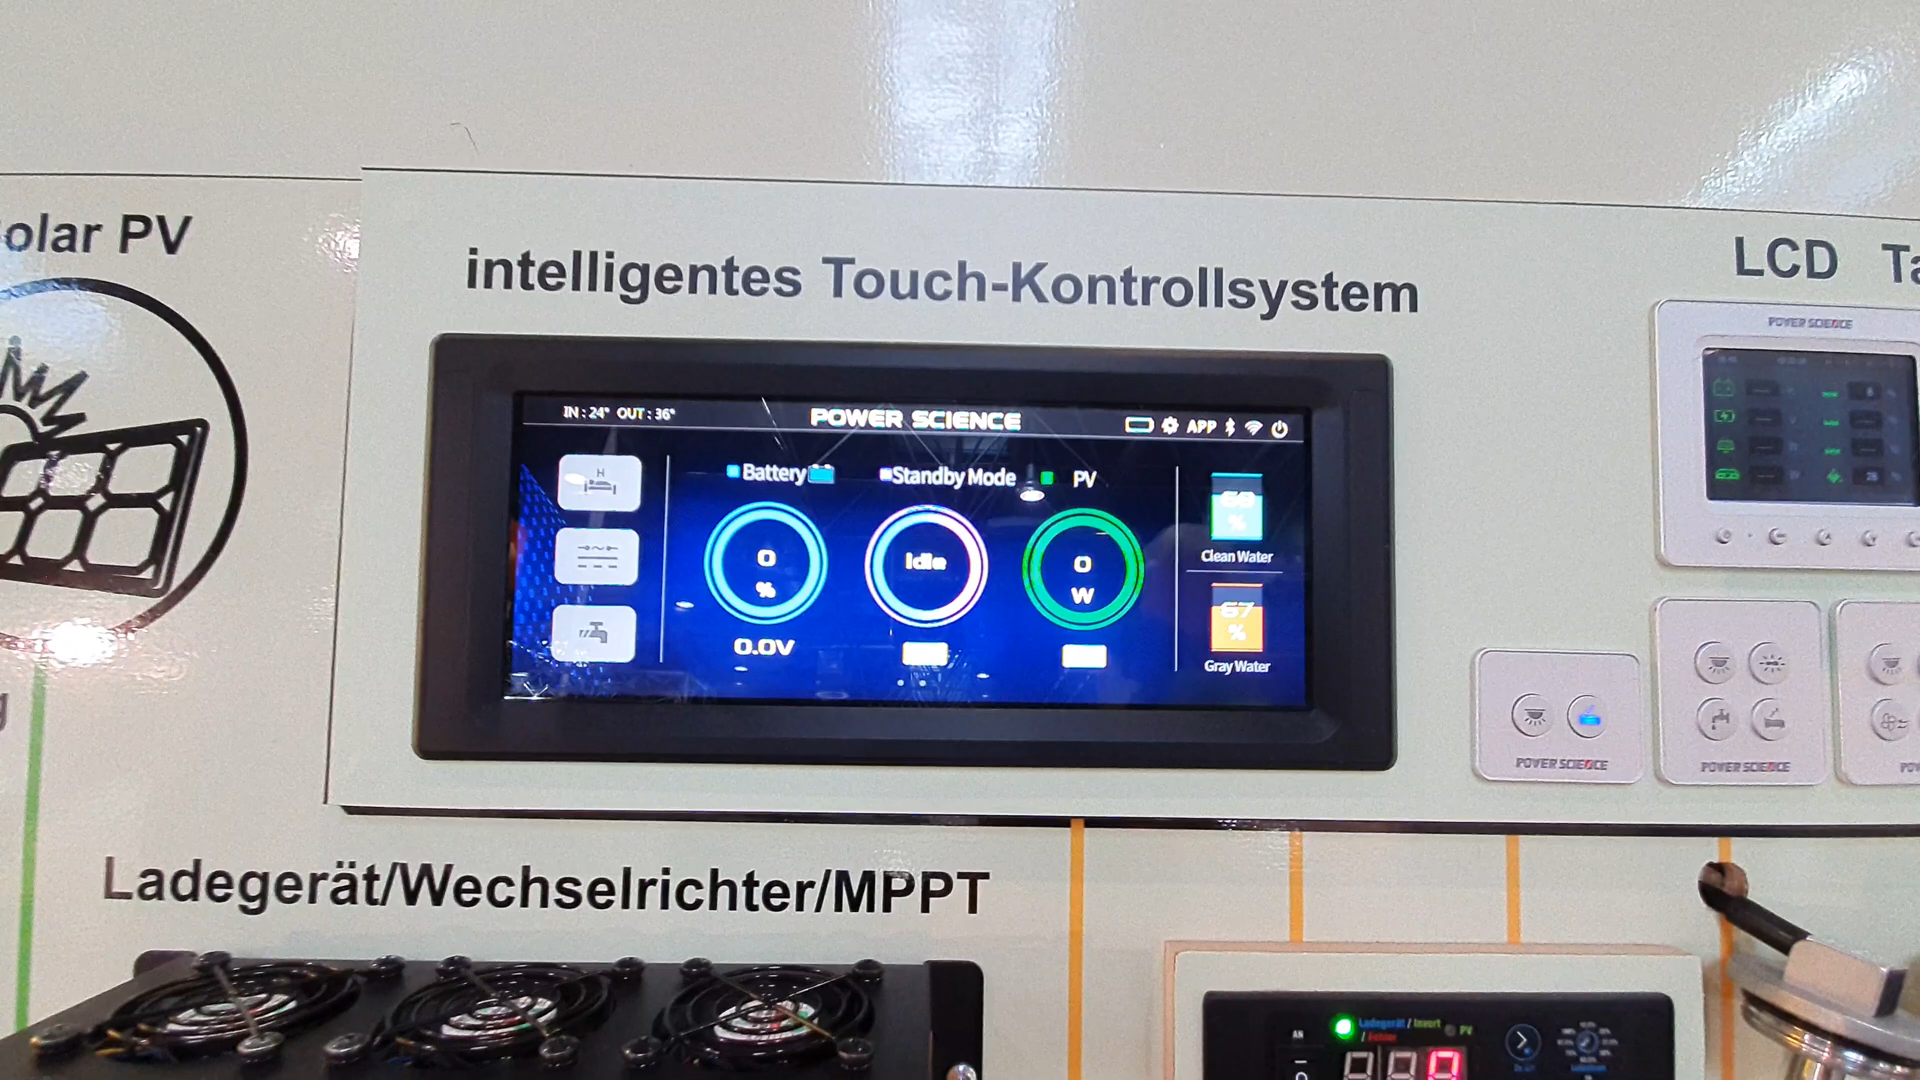 olar PV
intelligentes Touch-Kontrollsystem
LCD Ta
POWER SCIENCE
IN : 24° OUT : 36°
POWER SCIENCE
APP
Battery
Standby Mode
PV
H
0
%
Idle
0
W
0.0V
%
Clean Water
67
%
Gray Water
POWER SCIENCE
POWER SCIENCE
Ladegerät/Wechselrichter/MPPT
AN
Ladegerät / Invert
PV